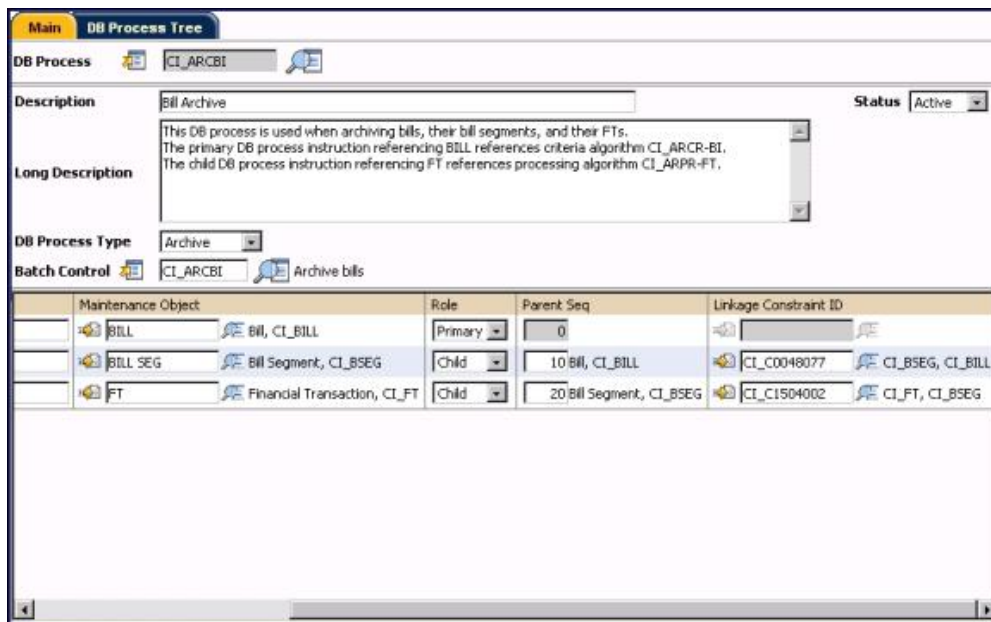 Main DB Process Tree
DB Process CI_ARCBI
Description Bill Archive Status Active
Long Description This DB process is used when archiving bills, their bill segments, and their FTs.
The primary DB process instruction referencing BILL references criteria algorithm CI_ARCR-BI.
The child DB process instruction referencing FT references processing algorithm CI_ARPR-FT.
DB Process Type Archive
Batch Control CI_ARCBI Archive bills
Maintenance Object Role Parent Seq Linkage Constraint ID
BILL Bill, CI_BILL Primary 0
BILL SEG Bill Segment, CI_BSEG Child 10 Bill, CI_BILL CI_C0048077 CI_BSEG, CI_BILL
FT Financial Transaction, CI_FT Child 20 Bill Segment, CI_BSEG CI_C1504002 CI_FT, CI_BSEG